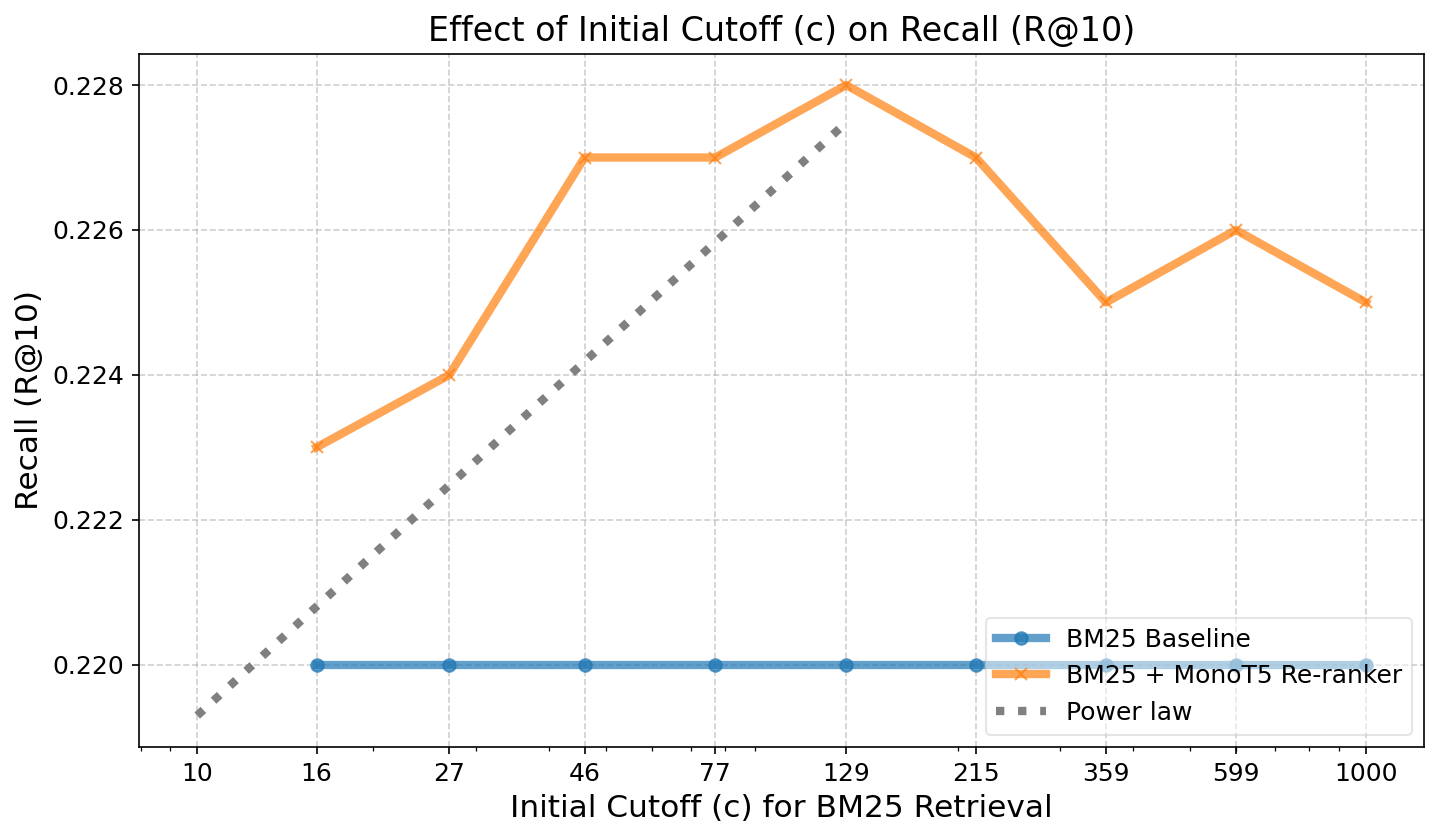 Effect of Initial Cutoff (c) on Recall (R@10)
Recall (R@10)
0.228
0.226
0.224
0.222
0.220
BM25 Baseline
BM25 + MonoT5 Re-ranker
Power law
10 16 27 46 77 129 215 359 599 1000
Initial Cutoff (c) for BM25 Retrieval